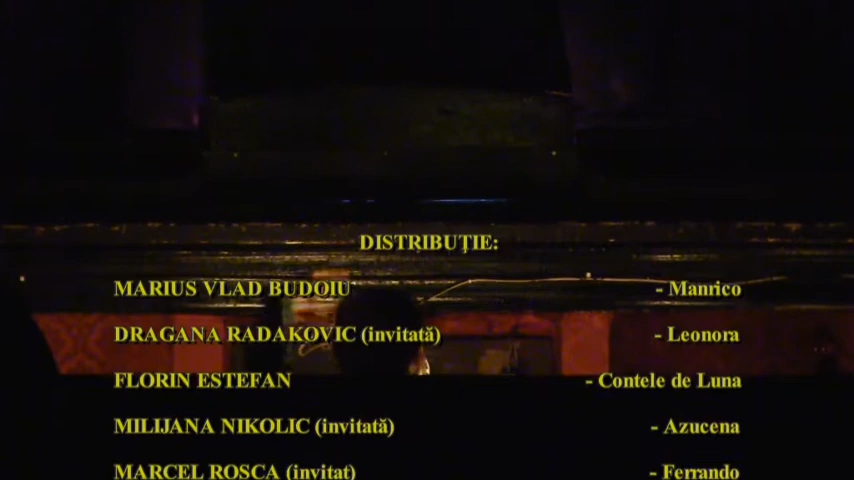 DISTRIBUŢIE:
MARIUS VLAD BUDOIU - Manrico
DRAGANA RADAKOVIC (invitată) - Leonora
FLORIN ESTEFAN - Contele de Luna
MILIJANA NIKOLIC (invitată) - Azucena
MARCEL ROSCA (invitat) - Ferrando